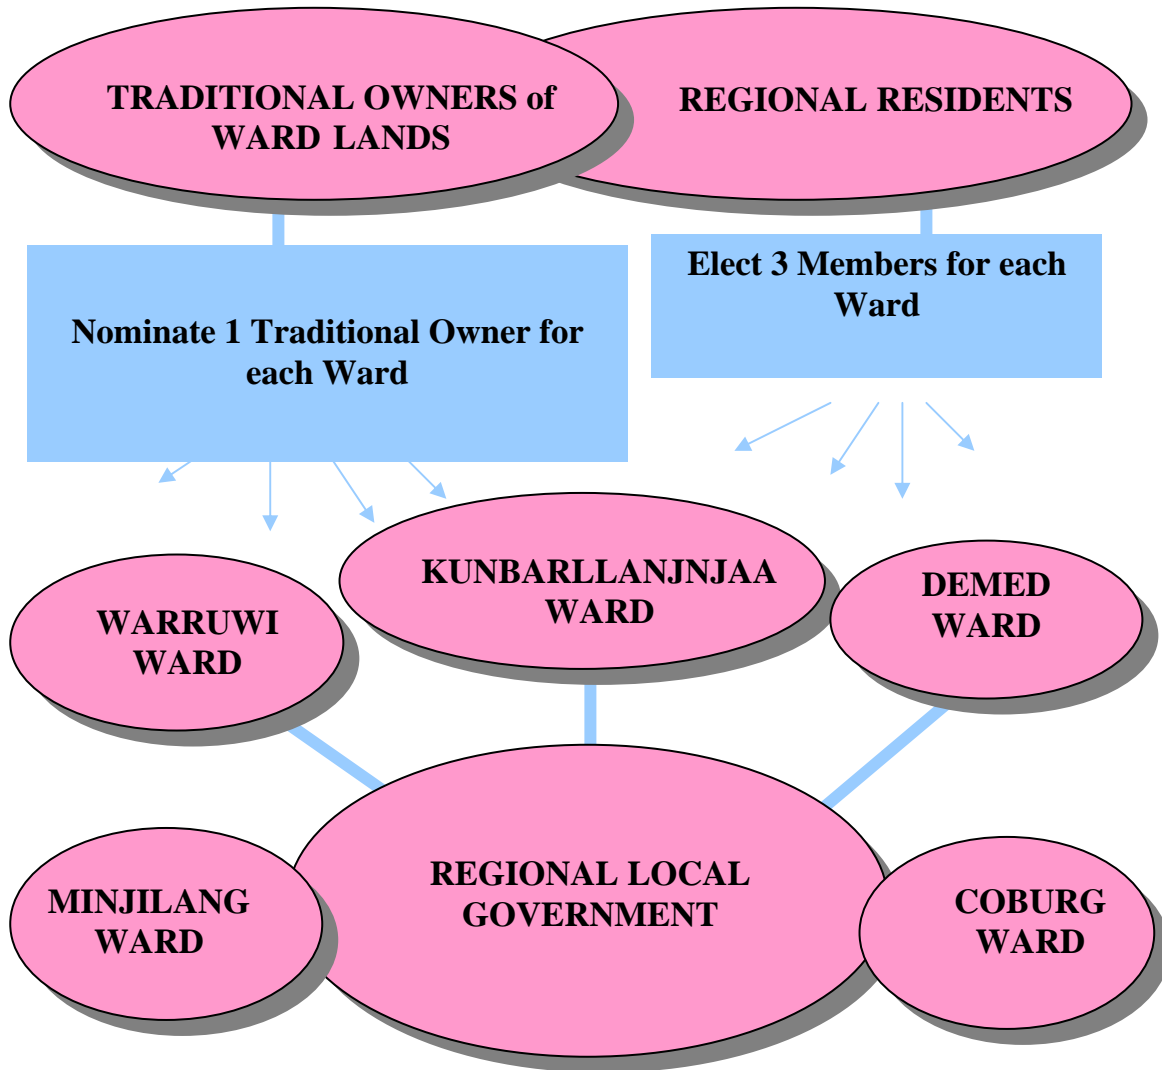 TRADITIONAL OWNERS of
WARD LANDS
REGIONAL RESIDENTS
Nominate 1 Traditional Owner for
each Ward
Elect 3 Members for each
Ward
WARRUWI
WARD
KUNBARLLANJNJAA
WARD
DEMED
WARD
MINJILANG
WARD
REGIONAL LOCAL
GOVERNMENT
COBURG
WARD